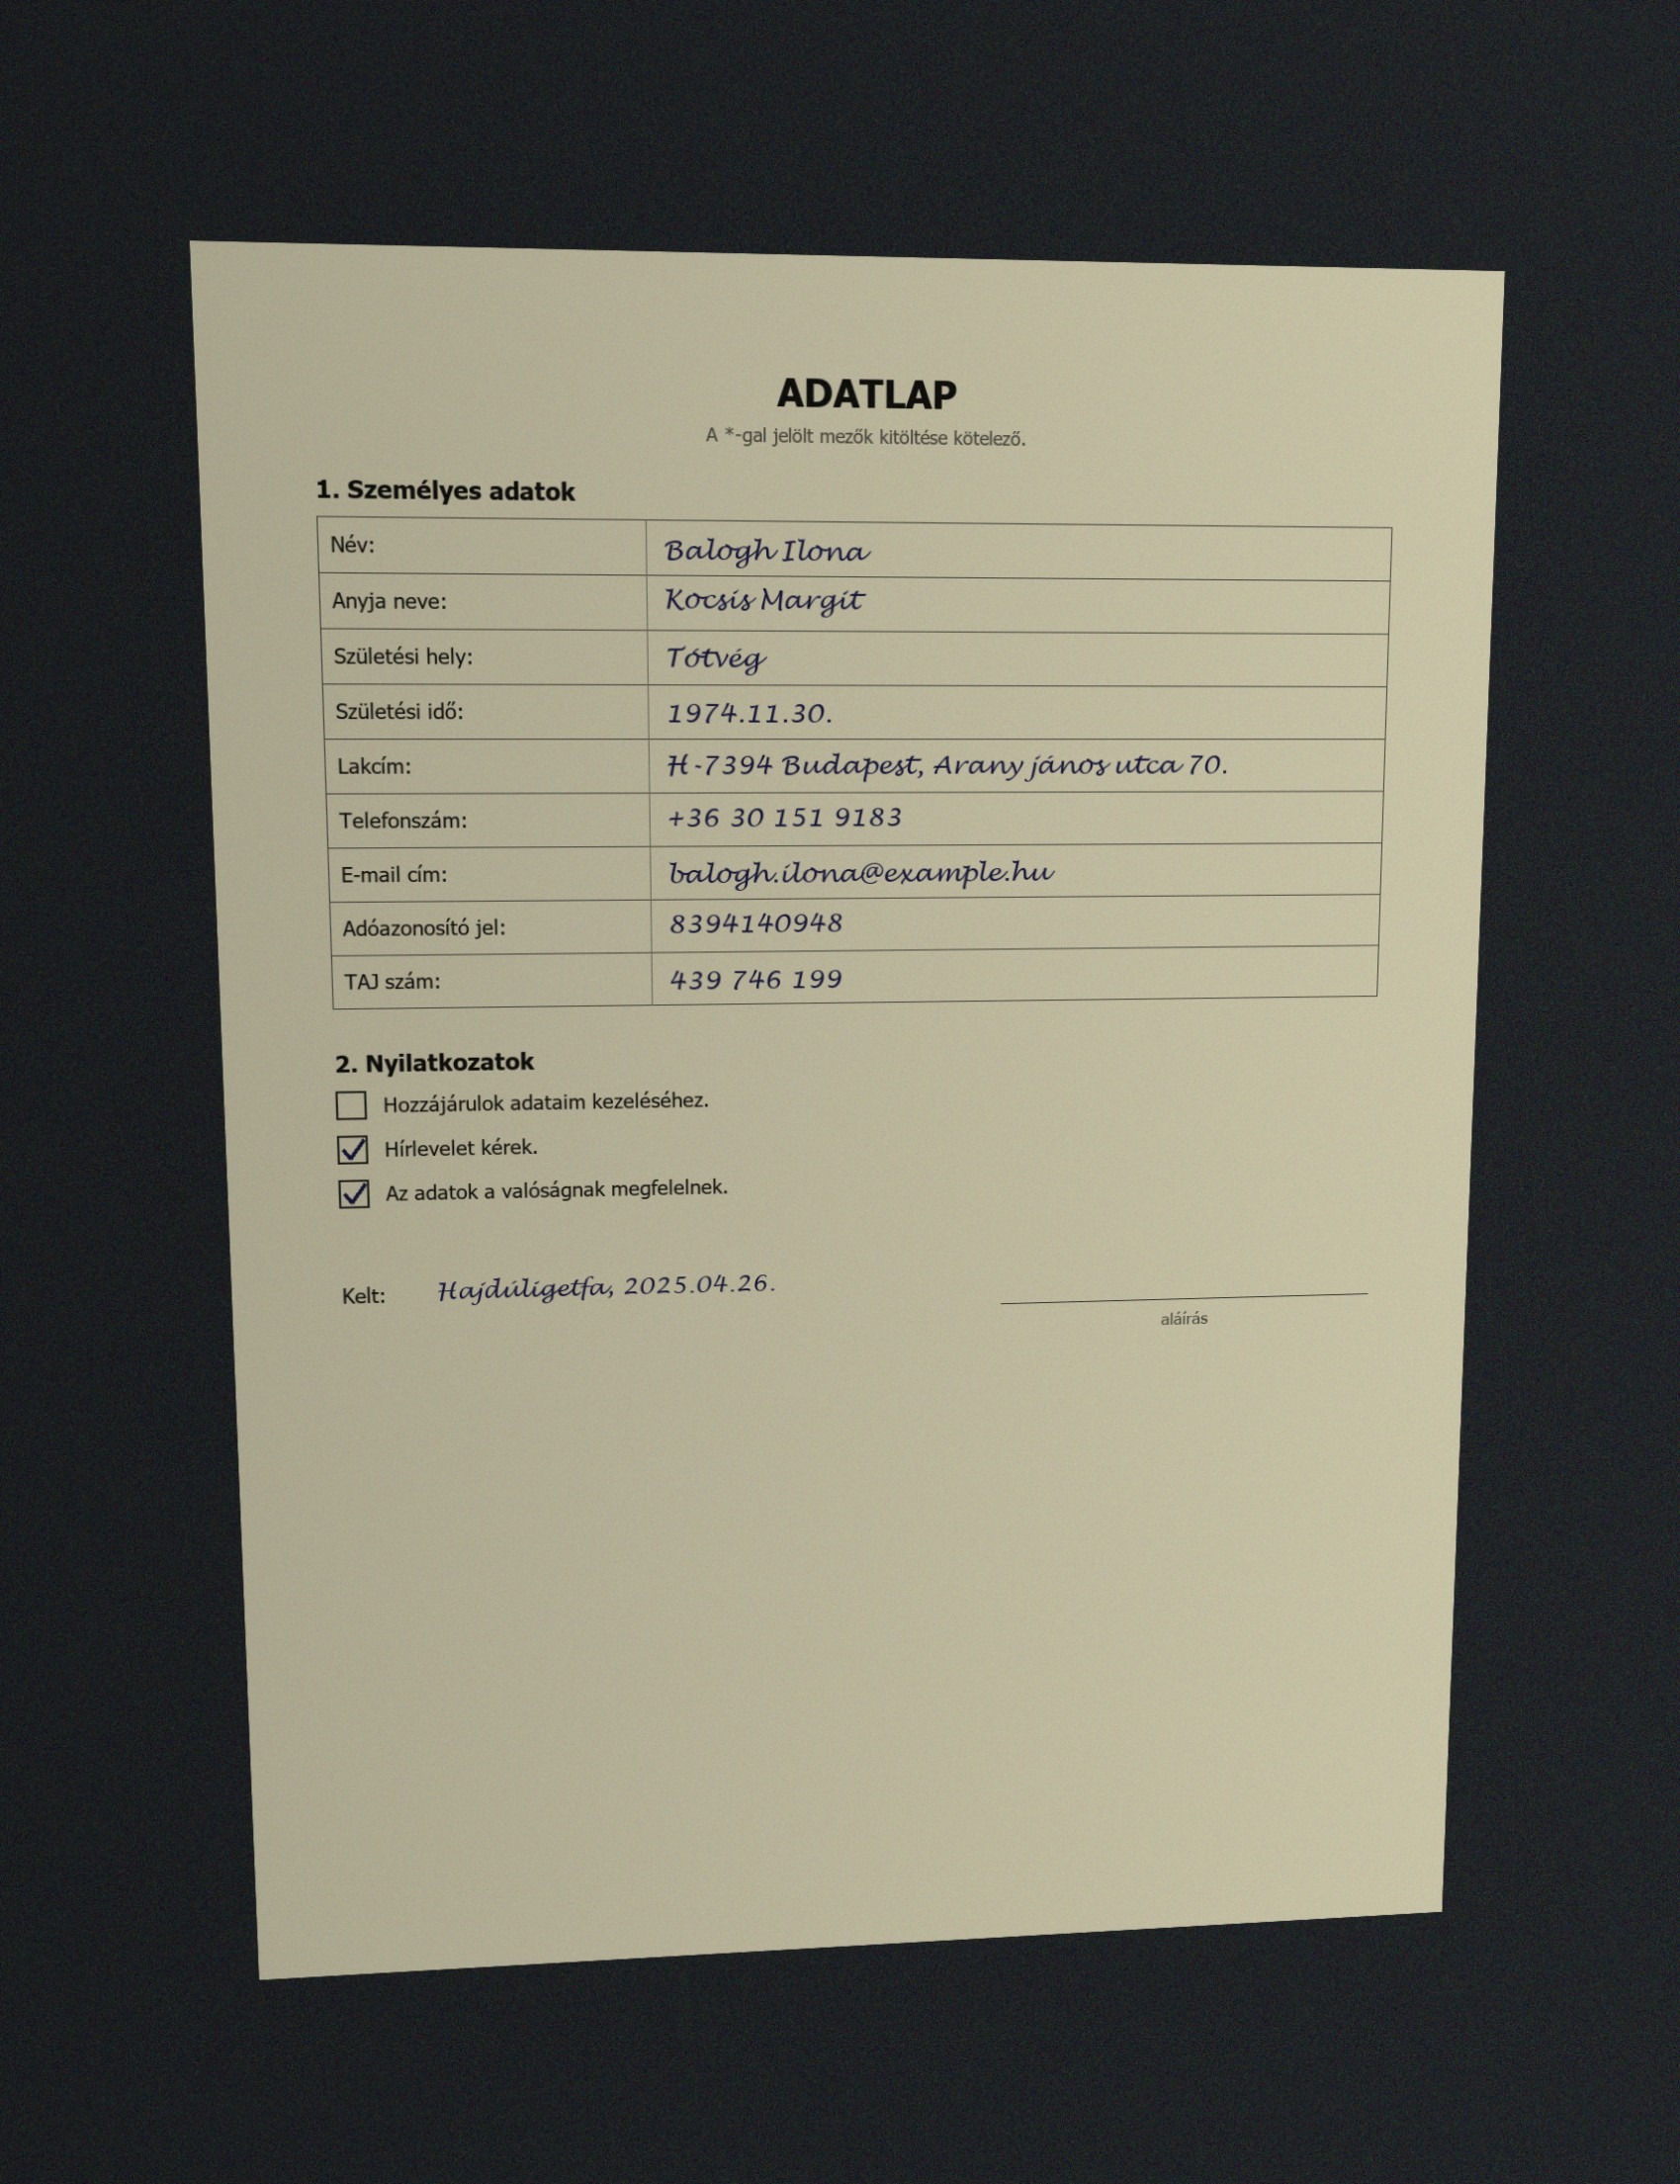 ADATLAP
A *-gal jelölt mezők kitöltése kötelező.
1. Személyes adatok
Név: Balogh Ilona
Anyja neve: Kocsis Margit
Születési hely: Tótvég
Születési idő: 1974.11.30.
Lakcím: H-7394 Budapest, Arany jános utca 70.
Telefonszám: +36 30 151 9183
E-mail cím: balogh.ilona@example.hu
Adóazonosító jel: 8394140948
TAJ szám: 439 746 199
2. Nyilatkozatok
Hozzájárulok adataim kezeléséhez.
Hírlevelet kérek.
Az adatok a valóságnak megfelelnek.
Kelt: Hajdúligetfa, 2025.04.26.
aláírás